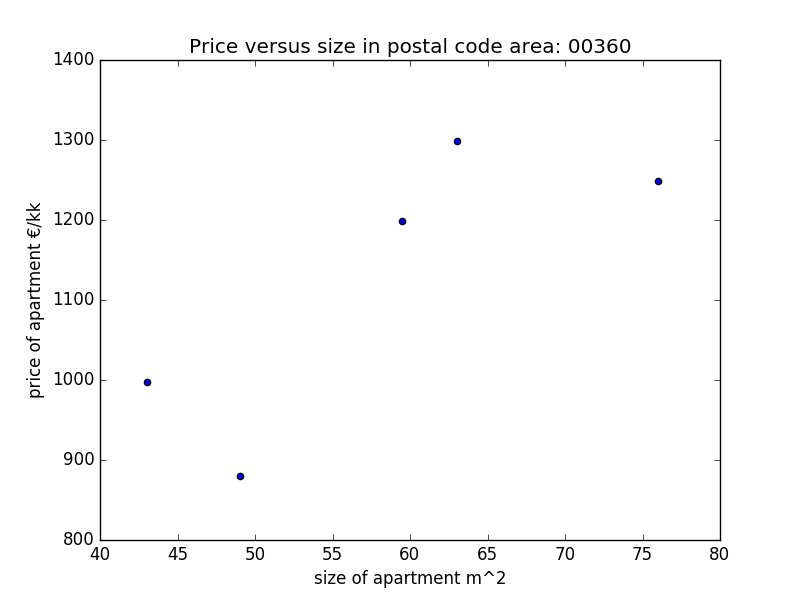 Price versus size in postal code area: 00360
1400
1300
1200
1100
1000
900
800
price of apartment €/kk
40 45 50 55 60 65 70 75 80
size of apartment m^2